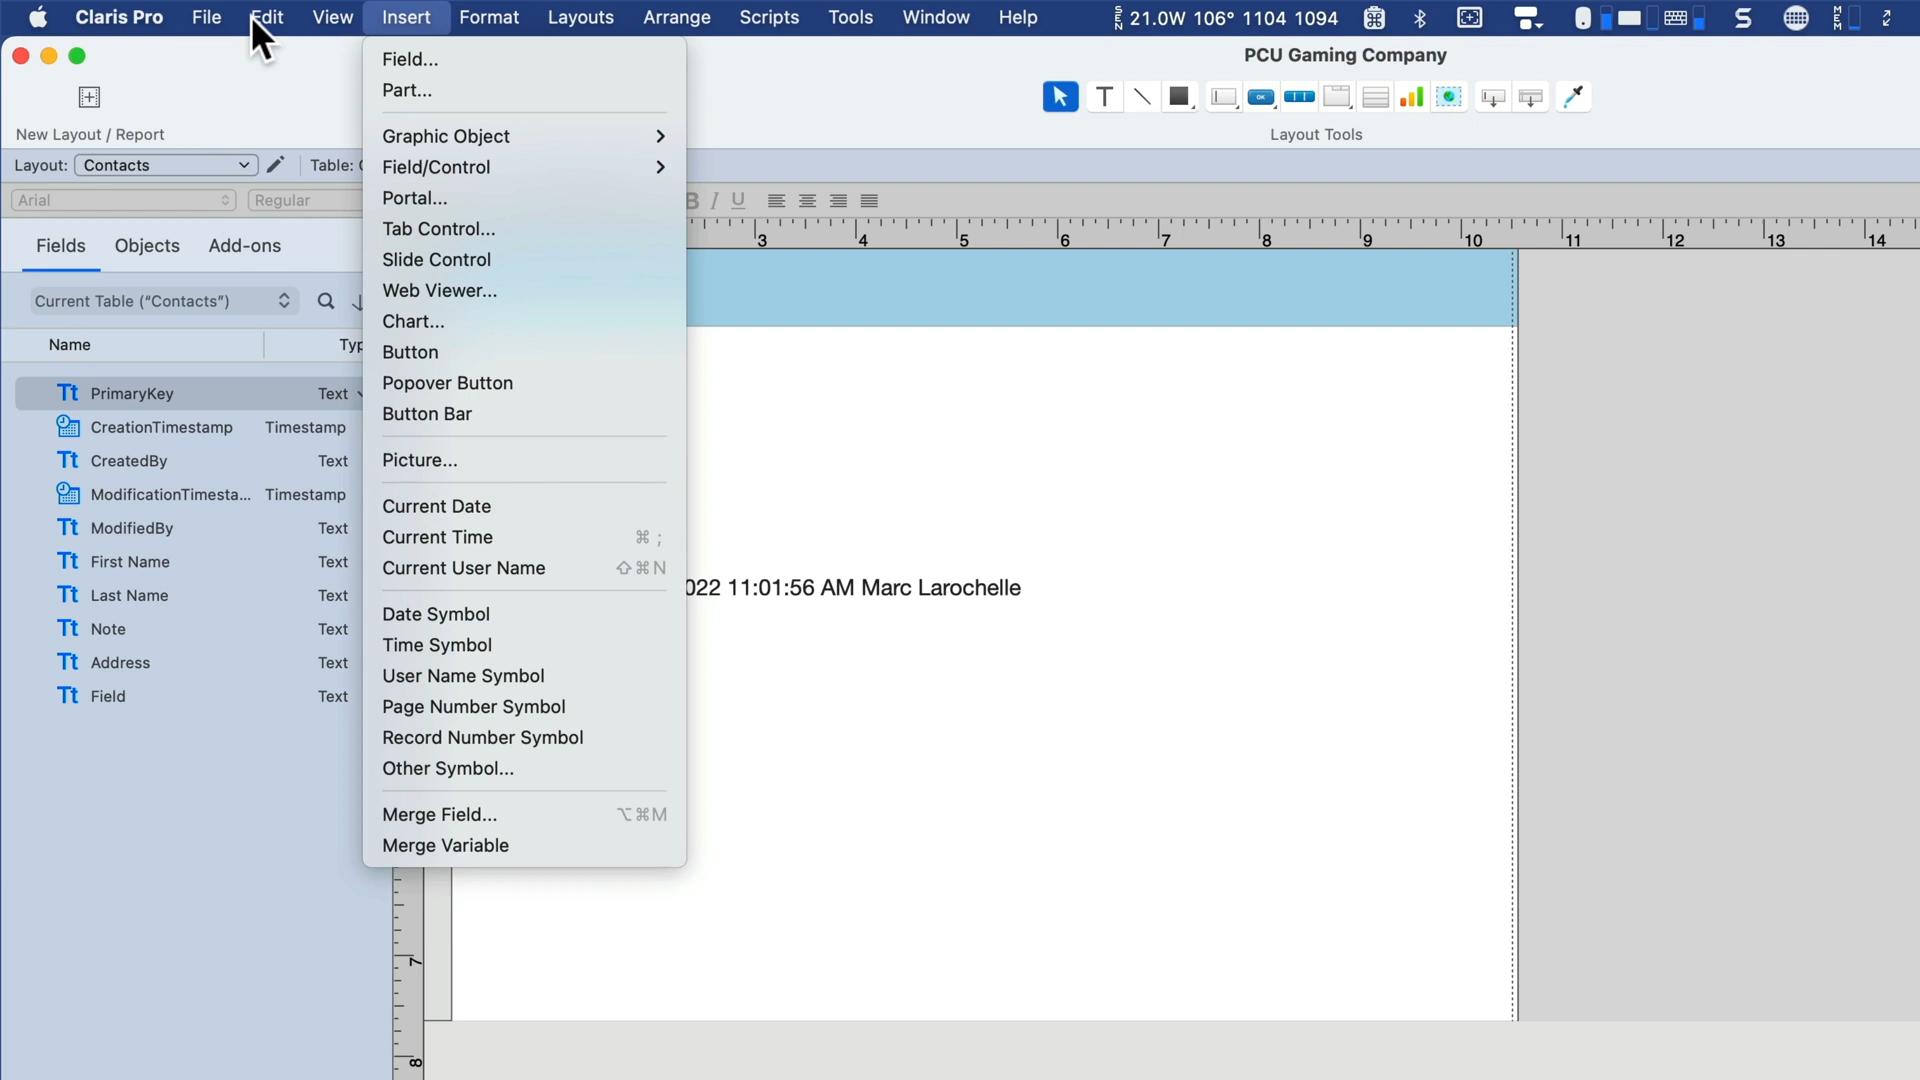 Claris Pro File Edit View Insert Format Layouts Arrange Scripts Tools Window Help SEN 21.0W 106° 1104 1094 MEM
PCU Gaming Company
New Layout / Report
Layout Tools
Layout: Contacts Table:
Arial Regular B I U
Fields Objects Add-ons
Current Table ("Contacts")
Name Typ
PrimaryKey Text
CreationTimestamp Timestamp
CreatedBy Text
ModificationTimesta... Timestamp
ModifiedBy Text
First Name Text
Last Name Text
Note Text
Address Text
Field Text
Field...
Part...
Graphic Object
Field/Control
Portal...
Tab Control...
Slide Control
Web Viewer...
Chart...
Button
Popover Button
Button Bar
Picture...
Current Date
Current Time ⌘ ;
Current User Name ⇧⌘N
Date Symbol
Time Symbol
User Name Symbol
Page Number Symbol
Record Number Symbol
Other Symbol...
Merge Field... ⌥⌘M
Merge Variable
3 4 5 6 7 8 9 10 11 12 13 14
022 11:01:56 AM Marc Larochelle
7
8